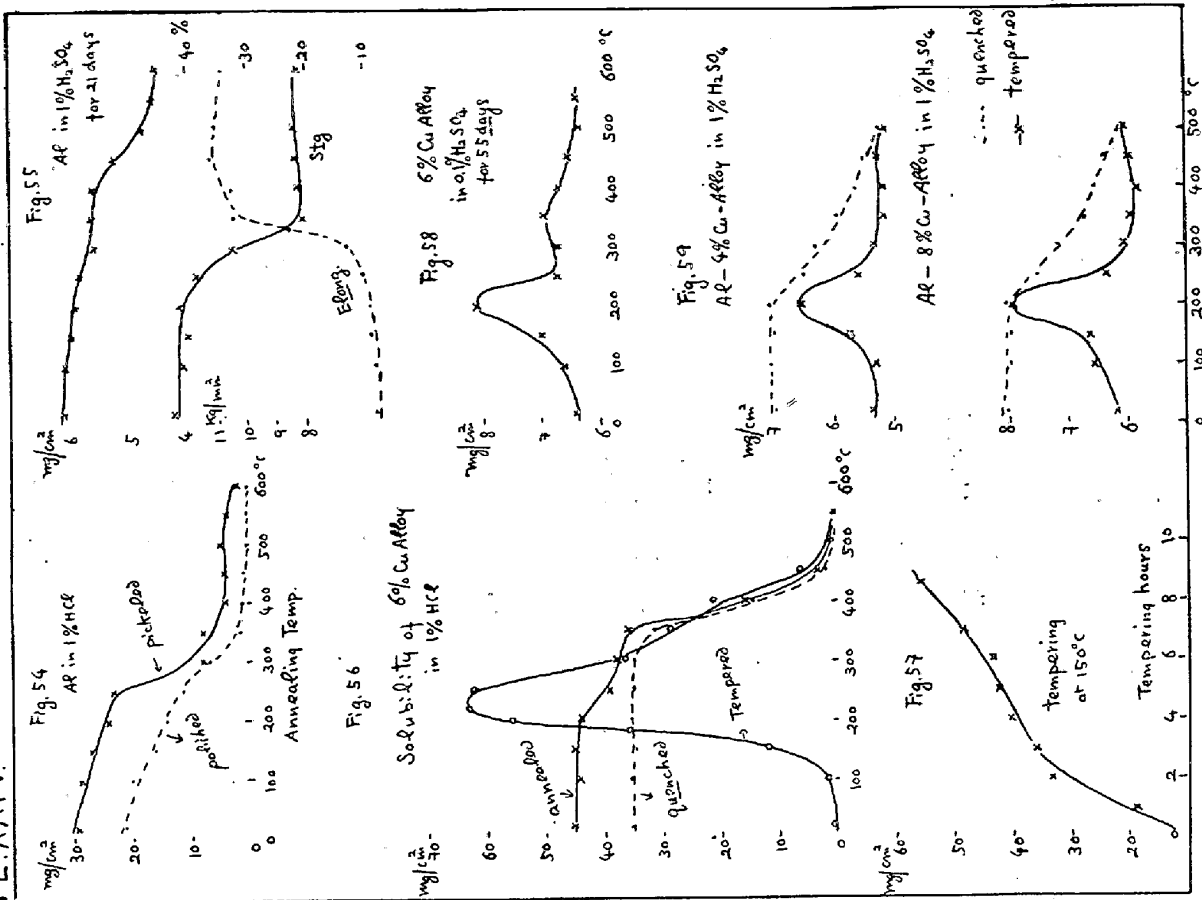 Fig. 54
Al in 1% HCl
mg/cm²
30-
20-
10-
0
← pickeled
polihed
0 100 200 300 400 500 600°C
Annealing Temp.
Fig. 55
Al in 1% H₂SO₄
for 21 days
mg/cm²
6
5
4
11- Kg/mm²
10-
9-
8-
-40%
-30
-20
-10
Stg
Elong.
Fig. 56
Solubility of 6% Cu Alloy
in 1% HCl
mg/cm²
70-
60-
50-
40-
30-
20-
10-
0
annealed
quenched
→ Tempered
100 200 300 400 500 600°C
Fig. 58
6% Cu Alloy
in 0.1% H₂SO₄
for 55 days
mg/cm²
8-
7-
6-
0 100 200 300 400 500 600 °C
Fig. 57
mg/cm²
60-
50-
40-
30-
20-
tempering
at 150°C
2 4 6 8 10
Tempering hours
Fig. 59
Al-4% Cu-Alloy in 1% H₂SO₄
mg/cm²
7
6-
5-
Al-8% Cu-Alloy in 1% H₂SO₄
8-
7-
6-
.--. quenched
-x- tempered
0 100 200 300 400 500 °C